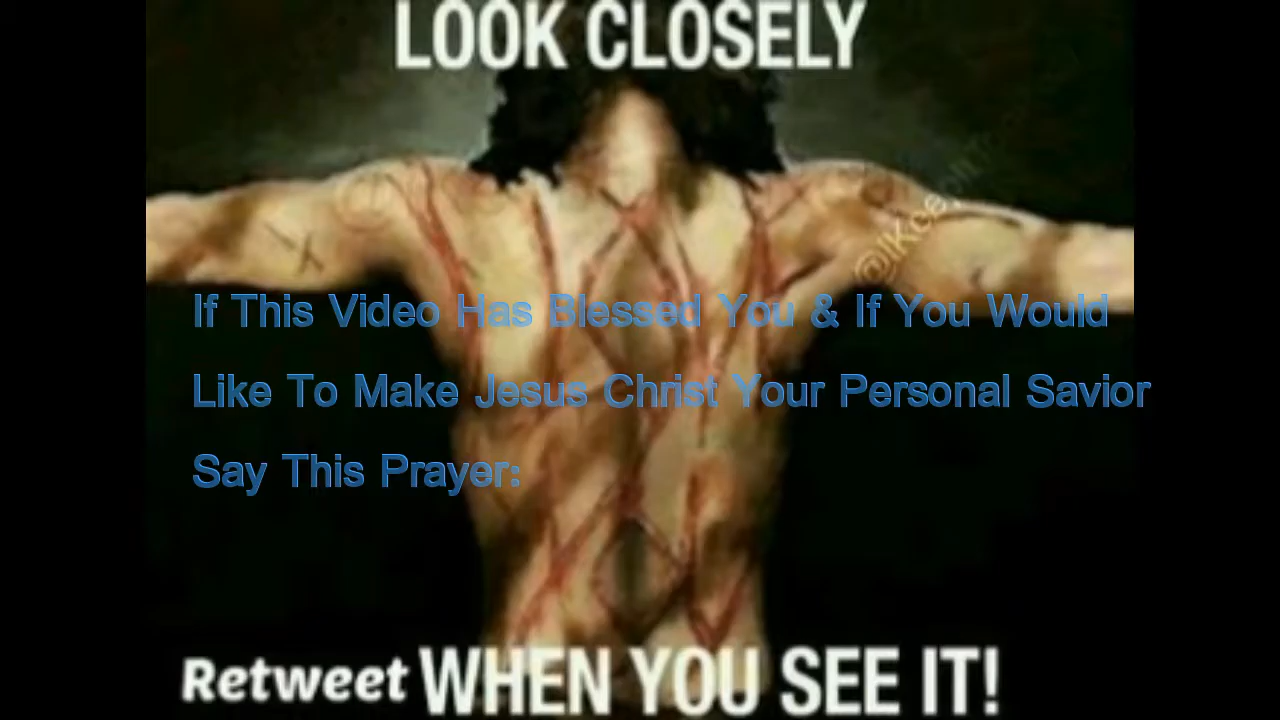 LOOK CLOSELY
If This Video Has Blessed You & If You Would
Like To Make Jesus Christ Your Personal Savior
Say This Prayer:
Retweet WHEN YOU SEE IT!